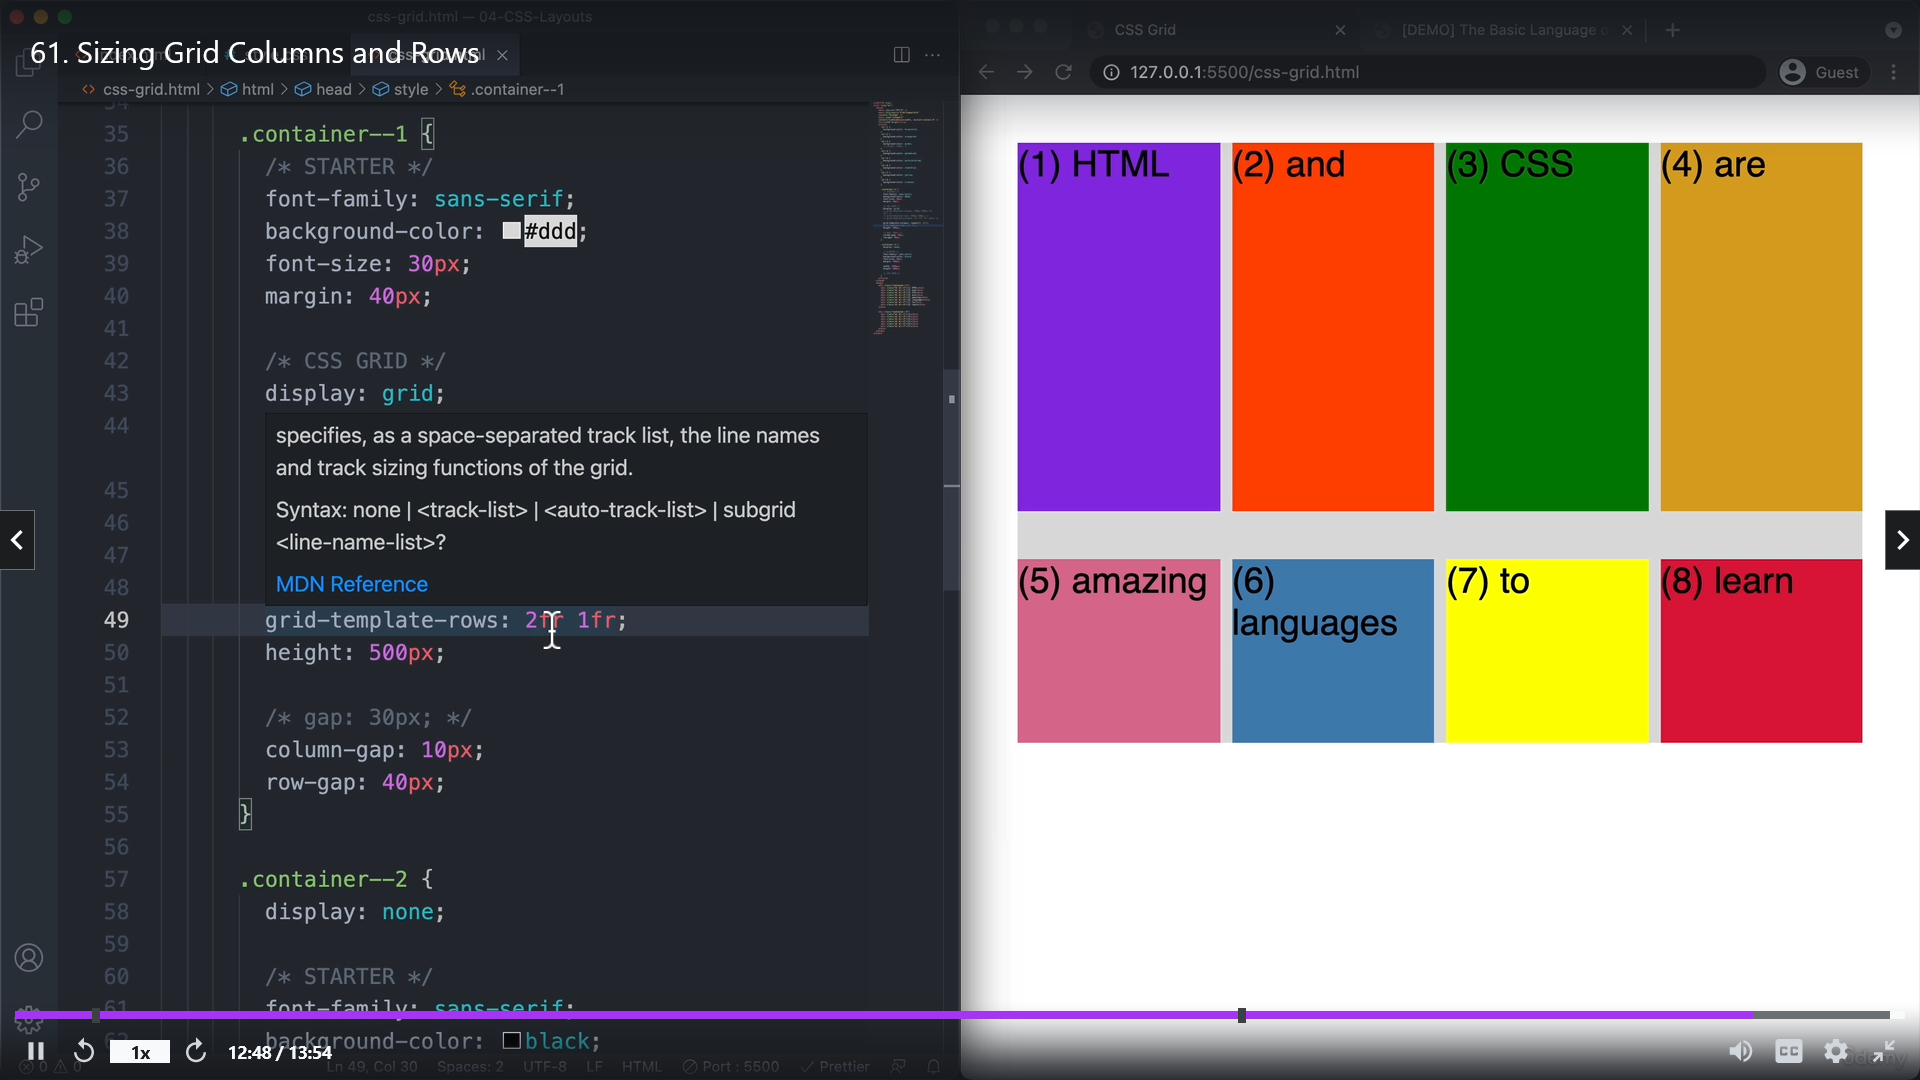 css-grid.html — 04-CSS-Layouts
61. Sizing Grid Columns and Rows
css-grid.html > html > head > style > .container--1
34
35 .container--1 {
36 /* STARTER */
37 font-family: sans-serif;
38 background-color: #ddd;
39 font-size: 30px;
40 margin: 40px;
41
42 /* CSS GRID */
43 display: grid;
44
specifies, as a space-separated track list, the line names
and track sizing functions of the grid.
45
Syntax: none | <track-list> | <auto-track-list> | subgrid
46
<line-name-list>?
47
48
MDN Reference
49 grid-template-rows: 2fr 1fr;
50 height: 500px;
51
52 /* gap: 30px; */
53 column-gap: 10px;
54 row-gap: 40px;
55 }
56
57 .container--2 {
58 display: none;
59
60 /* STARTER */
61 font-family: sans-serif;
62 background-color: black;
1x
12:48 / 13:54
0 0
Ln 49, Col 30 Spaces: 2 UTF-8 LF HTML Port : 5500 Prettier
CSS Grid
[DEMO] The Basic Language o
127.0.0.1:5500/css-grid.html
Guest
(1) HTML
(2) and
(3) CSS
(4) are
(5) amazing
(6)
languages
(7) to
(8) learn
CC
udemy